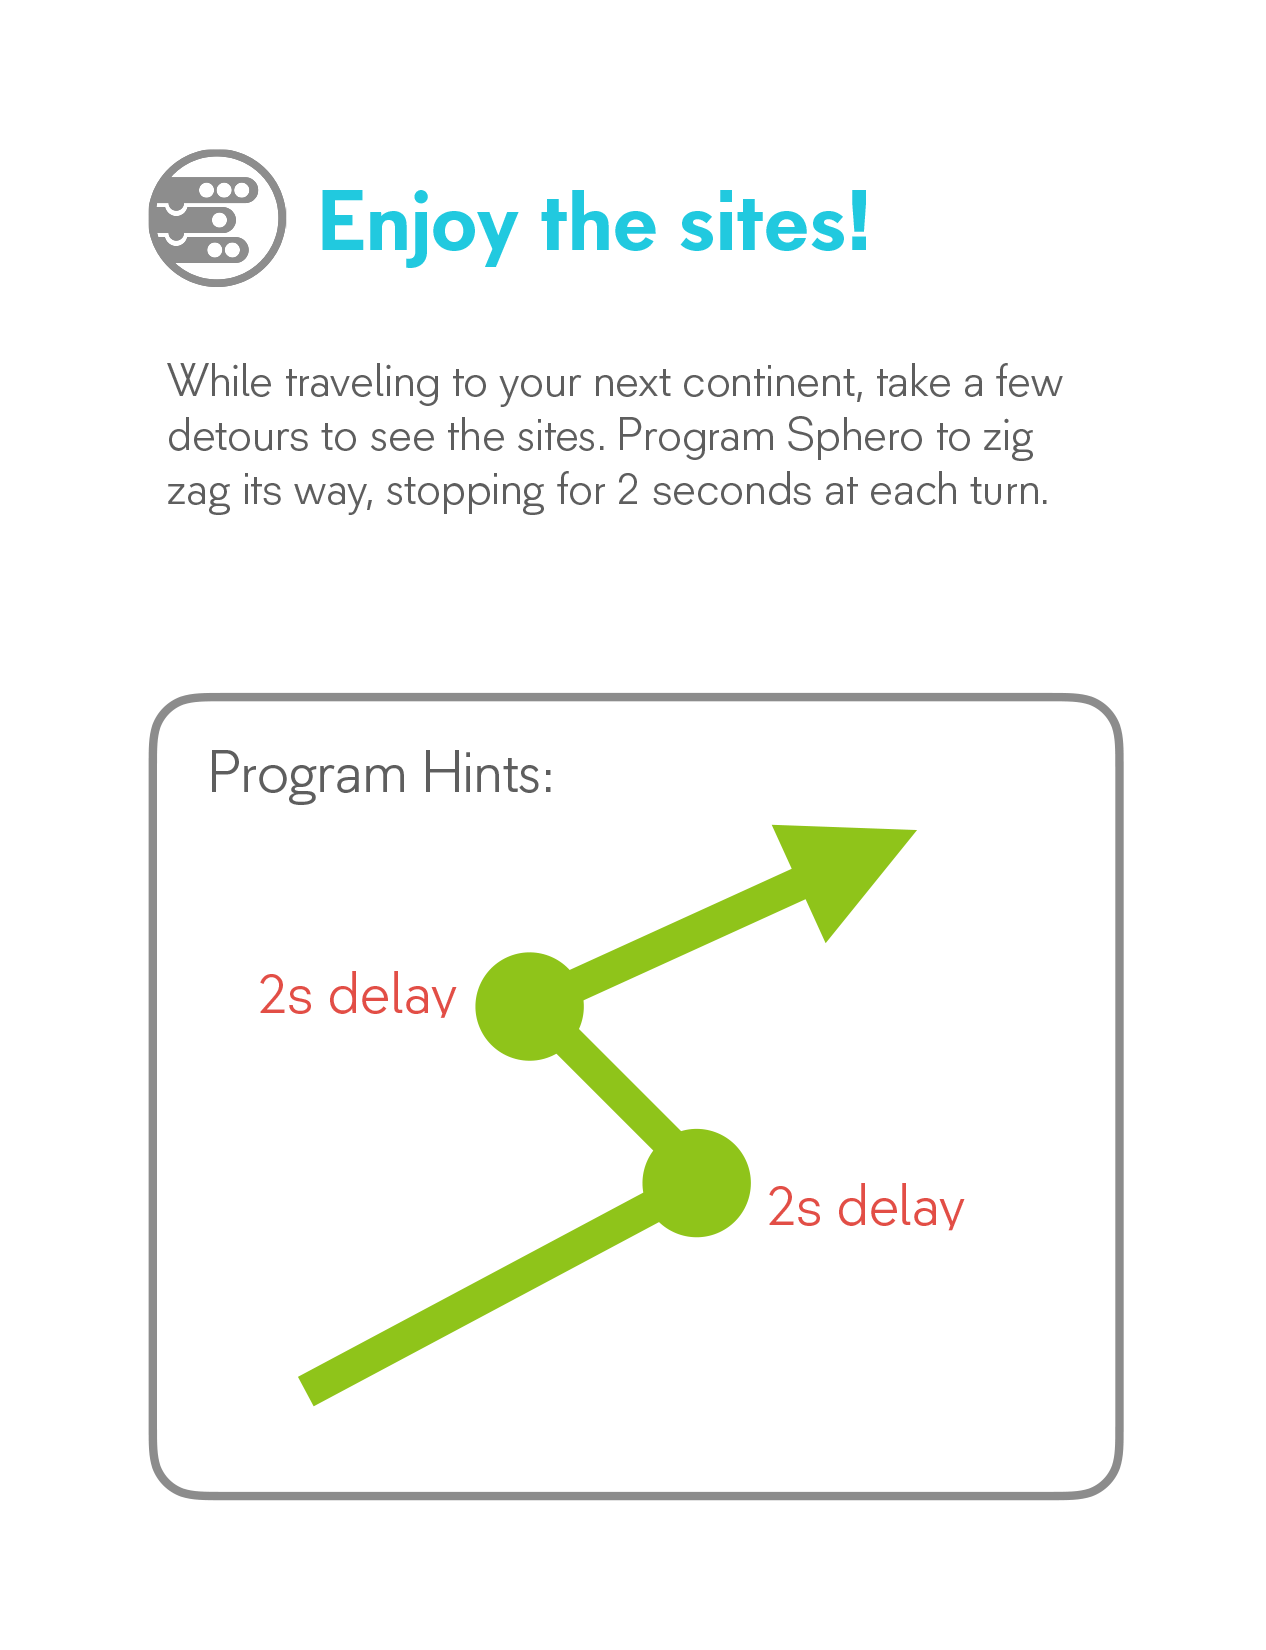 Enjoy the sites!
While traveling to your next continent, take a few
detours to see the sites. Program Sphero to zig
zag its way, stopping for 2 seconds at each turn.
Program Hints:
2s delay
2s delay